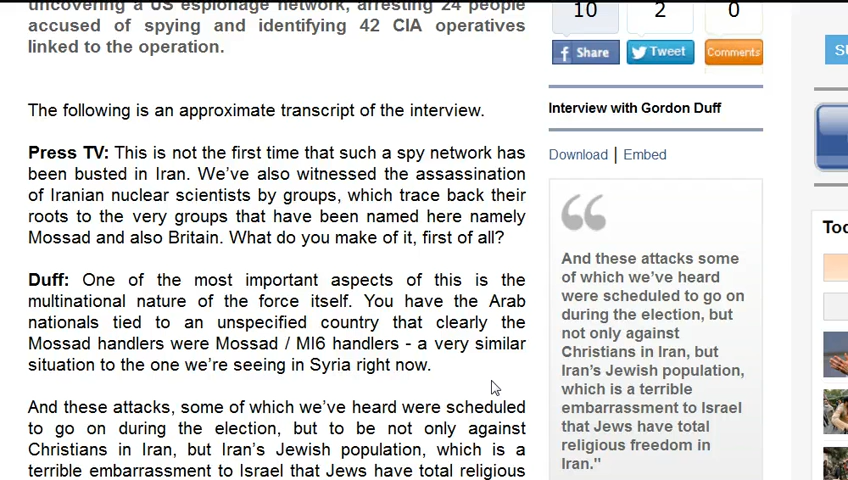 uncovering a US espionage network, arresting 24 people
accused of spying and identifying 42 CIA operatives
linked to the operation.
The following is an approximate transcript of the interview.
Press TV: This is not the first time that such a spy network has
been busted in Iran. We've also witnessed the assassination
of Iranian nuclear scientists by groups, which trace back their
roots to the very groups that have been named here namely
Mossad and also Britain. What do you make of it, first of all?
Duff: One of the most important aspects of this is the
multinational nature of the force itself. You have the Arab
nationals tied to an unspecified country that clearly the
Mossad handlers were Mossad / MI6 handlers - a very similar
situation to the one we're seeing in Syria right now.
And these attacks, some of which we've heard were scheduled
to go on during the election, but to be not only against
Christians in Iran, but Iran's Jewish population, which is a
terrible embarrassment to Israel that Jews have total religious
10 2 0
Share Tweet Comments
Interview with Gordon Duff
Download | Embed
And these attacks some
of which we've heard
were scheduled to go on
during the election, but
not only against
Christians in Iran, but
Iran's Jewish population,
which is a terrible
embarrassment to Israel
that Jews have total
religious freedom in
Iran."